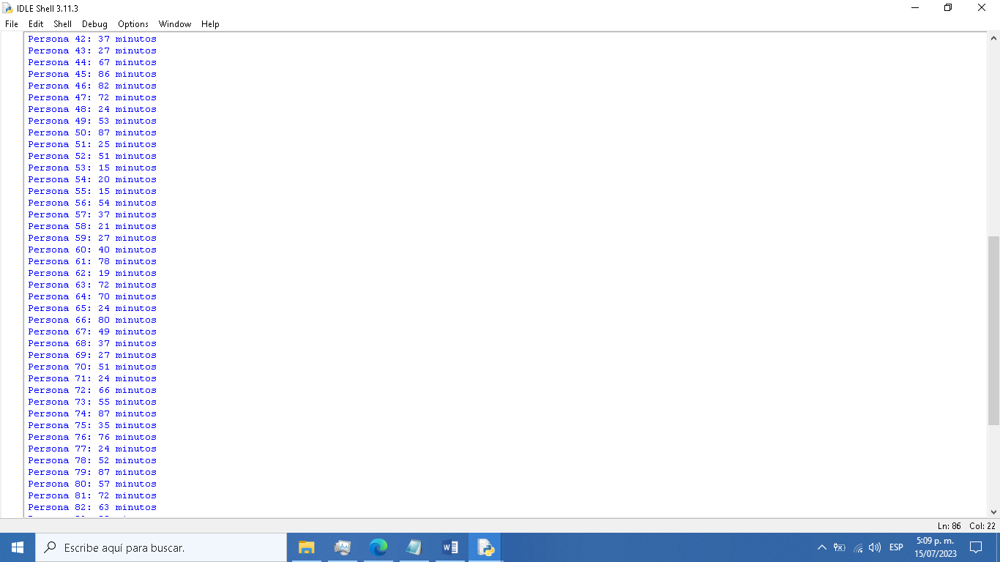 IDLE Shell 3.11.3
File Edit Shell Debug Options Window Help
Persona 42: 37 minutos
Persona 43: 27 minutos
Persona 44: 67 minutos
Persona 45: 86 minutos
Persona 46: 82 minutos
Persona 47: 72 minutos
Persona 48: 24 minutos
Persona 49: 53 minutos
Persona 50: 87 minutos
Persona 51: 25 minutos
Persona 52: 51 minutos
Persona 53: 15 minutos
Persona 54: 20 minutos
Persona 55: 15 minutos
Persona 56: 54 minutos
Persona 57: 37 minutos
Persona 58: 21 minutos
Persona 59: 27 minutos
Persona 60: 40 minutos
Persona 61: 78 minutos
Persona 62: 19 minutos
Persona 63: 72 minutos
Persona 64: 70 minutos
Persona 65: 24 minutos
Persona 66: 80 minutos
Persona 67: 49 minutos
Persona 68: 37 minutos
Persona 69: 27 minutos
Persona 70: 51 minutos
Persona 71: 24 minutos
Persona 72: 66 minutos
Persona 73: 55 minutos
Persona 74: 87 minutos
Persona 75: 35 minutos
Persona 76: 76 minutos
Persona 77: 24 minutos
Persona 78: 52 minutos
Persona 79: 87 minutos
Persona 80: 57 minutos
Persona 81: 72 minutos
Persona 82: 63 minutos
Ln: 86 Col: 22
Escribe aquí para buscar.
ESP
5:09 p. m.
15/07/2023